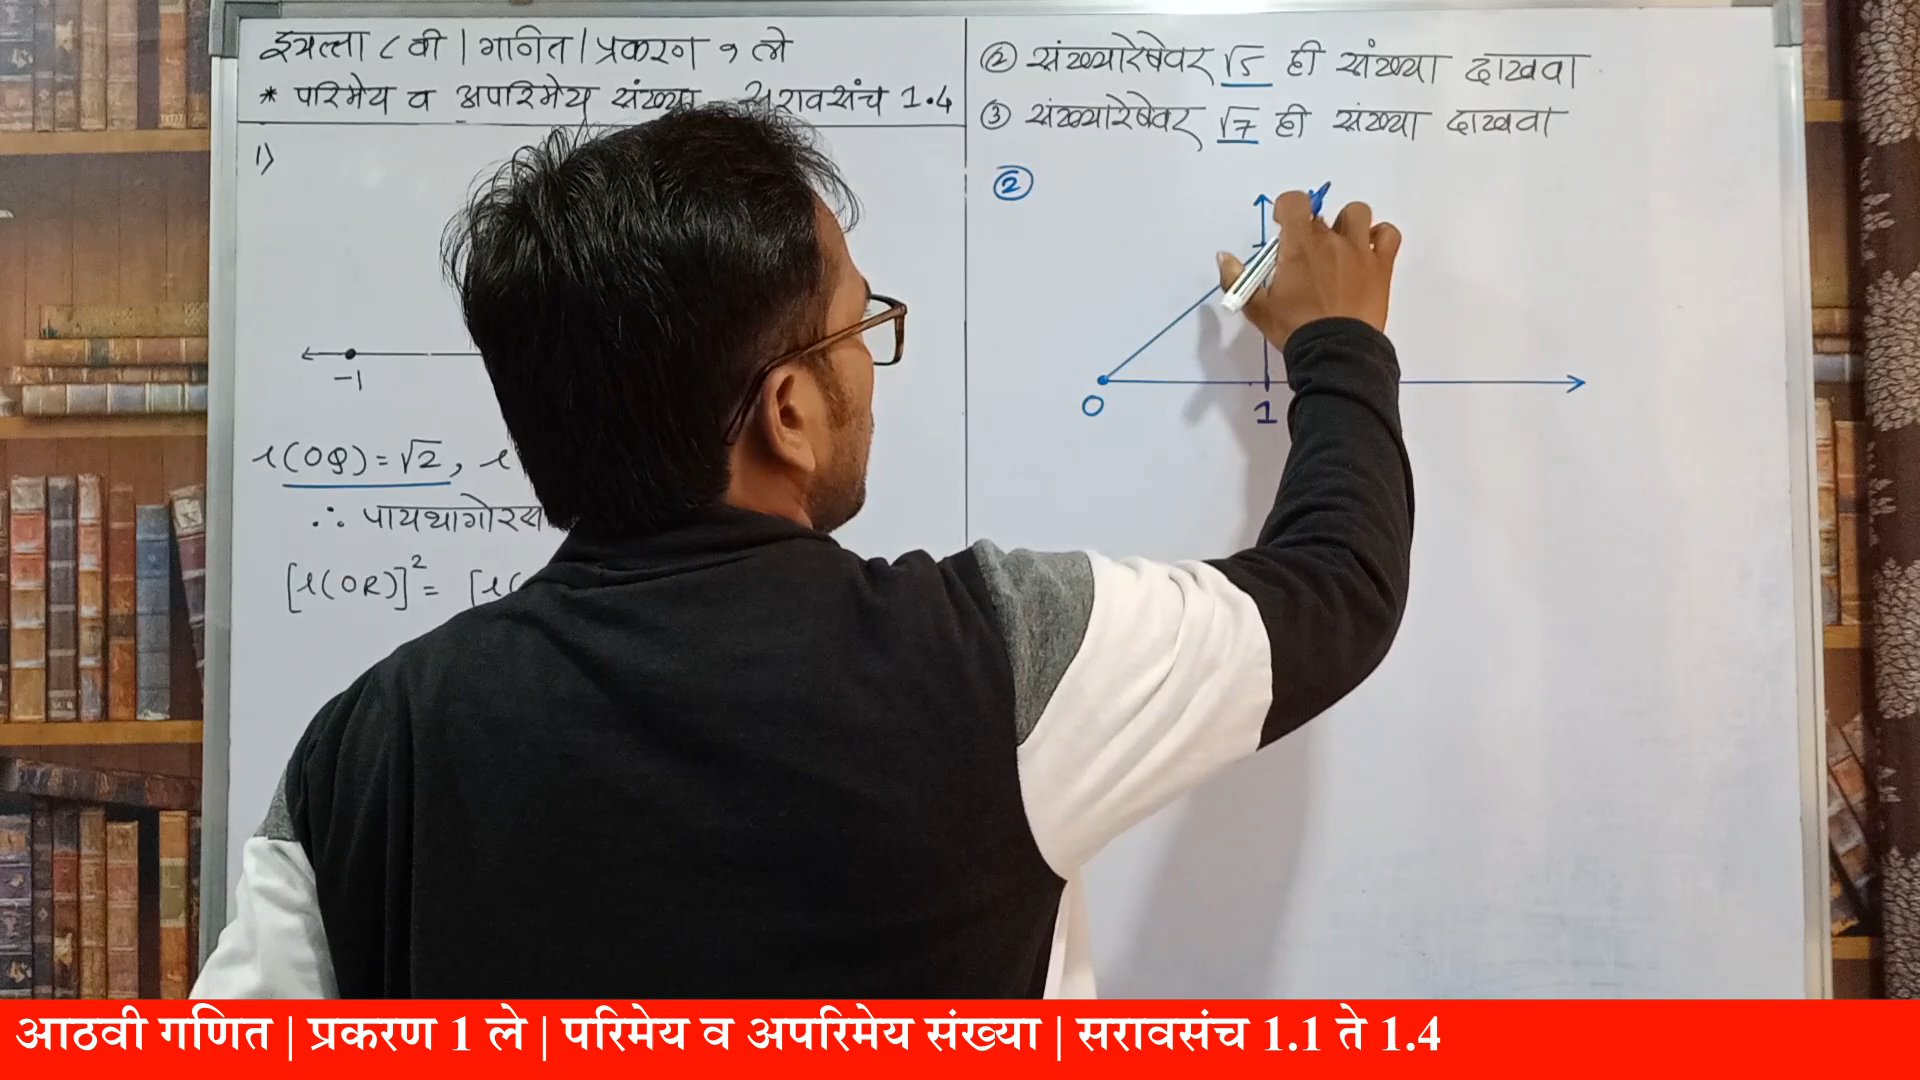 इयत्ता ८ वी | गणित | प्रकरण १ ले
* परिमेय व अपरिमेय संख्या सरावसंच 1.4
1)
-1
l(OQ) = √2, l
∴ पायथागोरस
[l(OR)]² = [l(
② संख्यारेषेवर √5 ही संख्या दाखवा
③ संख्यारेषेवर √7 ही संख्या दाखवा
②
0
1
आठवी गणित | प्रकरण 1 ले | परिमेय व अपरिमेय संख्या | सरावसंच 1.1 ते 1.4